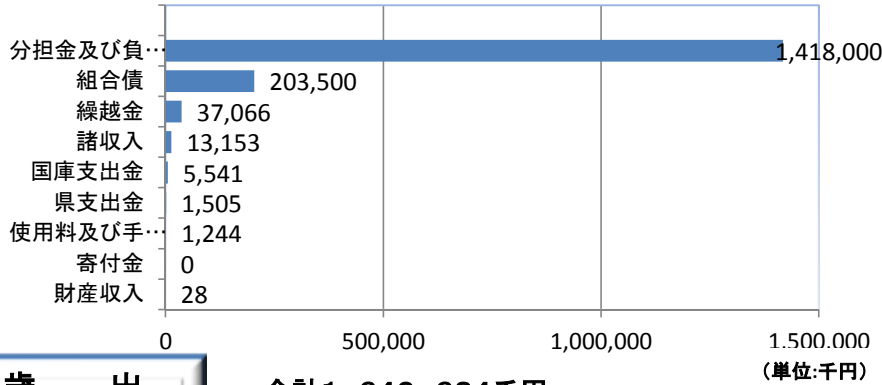 分担金及び負… 1,418,000
組合債 203,500
繰越金 37,066
諸収入 13,153
国庫支出金 5,541
県支出金 1,505
使用料及び手… 1,244
寄付金 0
財産収入 28
0 500,000 1,000,000 1,500,000
(単位:千円)
歳 出